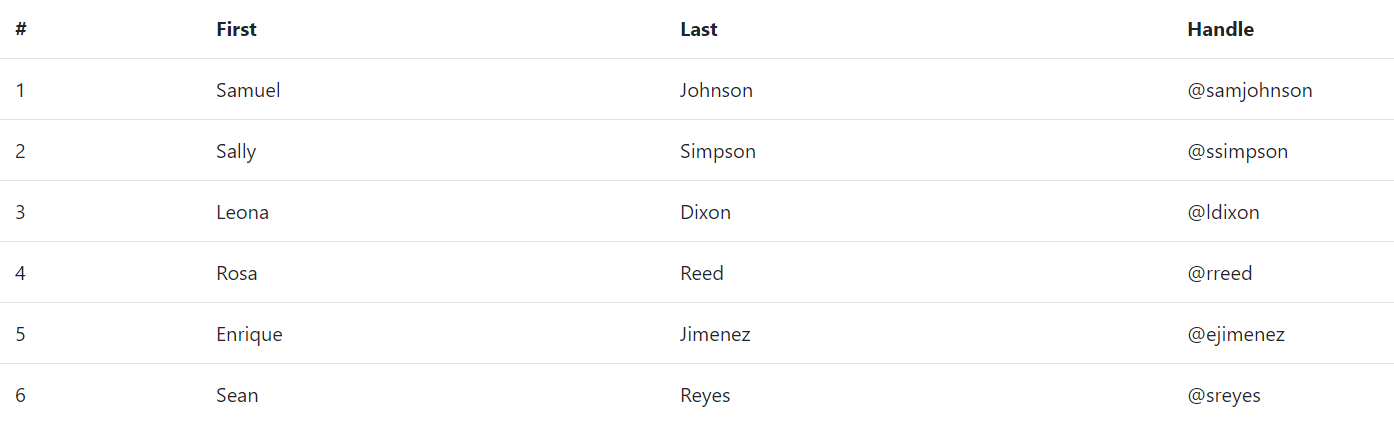 # First Last Handle
1 Samuel Johnson @samjohnson
2 Sally Simpson @ssimpson
3 Leona Dixon @ldixon
4 Rosa Reed @rreed
5 Enrique Jimenez @ejimenez
6 Sean Reyes @sreyes